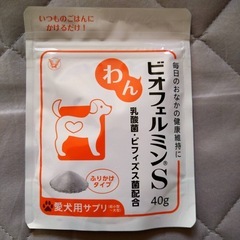 いつものごはんに
かけるだけ!
毎日のおなかの健康維持に
ビオフェルミン®S
わん
乳酸菌・ビフィズス菌配合
40g
ふりかけ
タイプ
愛犬用サプリ